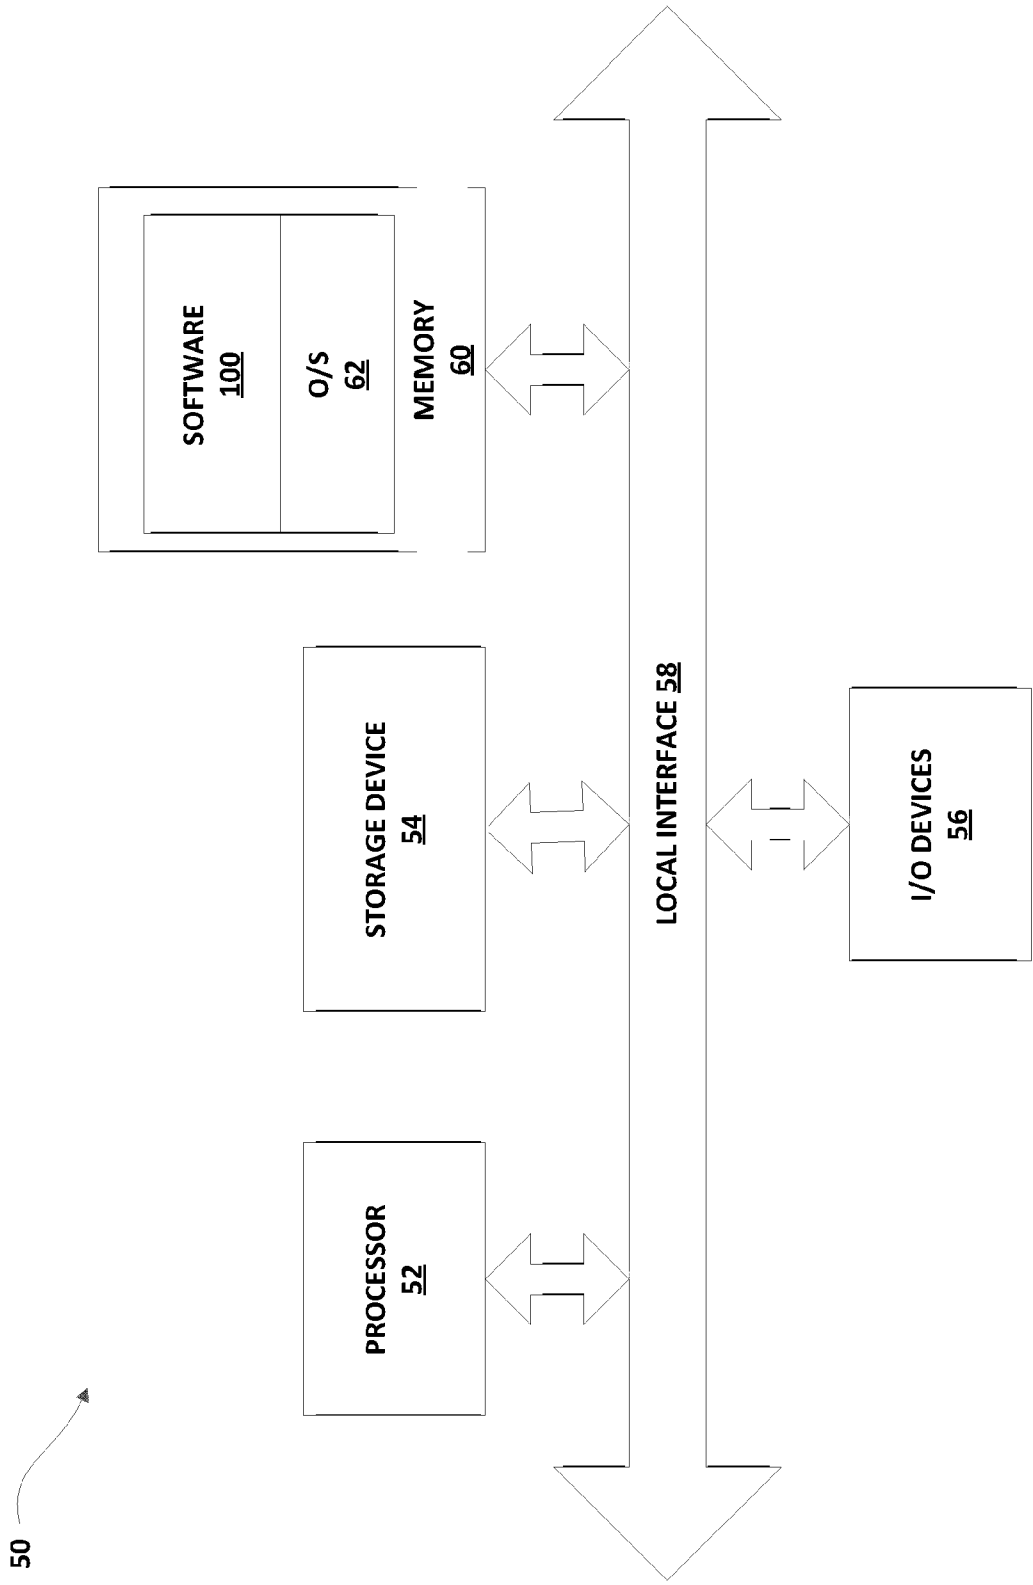 50
PROCESSOR
52
STORAGE DEVICE
54
SOFTWARE
100
O/S
62
MEMORY
60
LOCAL INTERFACE 58
I/O DEVICES
56